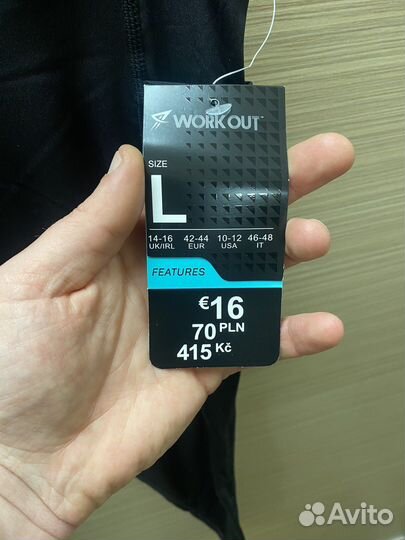 WORKOUT
SIZE
L
14-16 42-44 10-12 46-48
UK/IRL EUR USA IT
FEATURES
€16
70 PLN
415 Kč
Avito